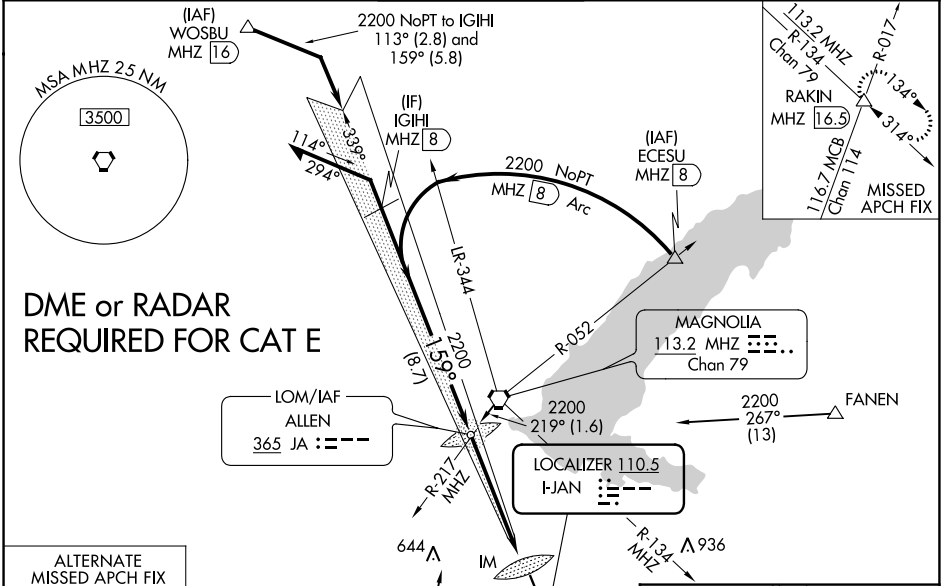 (IAF)
WOSBU
MHZ 16
2200 NoPT to IGIHI
113° (2.8) and
159° (5.8)
MSA MHZ 25 NM
3500
(IF)
IGIHI
MHZ 8
339°
114°
294°
2200 NoPT
MHZ 8 Arc
(IAF)
ECESU
MHZ 8
113.2 MHZ
R-134
Chan 79
R-017
134°
RAKIN
MHZ 16.5
314°
116.7 MCB
Chan 114
MISSED
APCH FIX
DME or RADAR
REQUIRED FOR CAT E
LR-344
R-052
2200
159°
(8.7)
MAGNOLIA
113.2 MHZ
Chan 79
LOM/IAF
ALLEN
365 JA
2200
219° (1.6)
2200
267°
(13)
FANEN
R-217
MHZ
LOCALIZER 110.5
I-JAN
R-134
MHZ
936
644
IM
ALTERNATE
MISSED APCH FIX